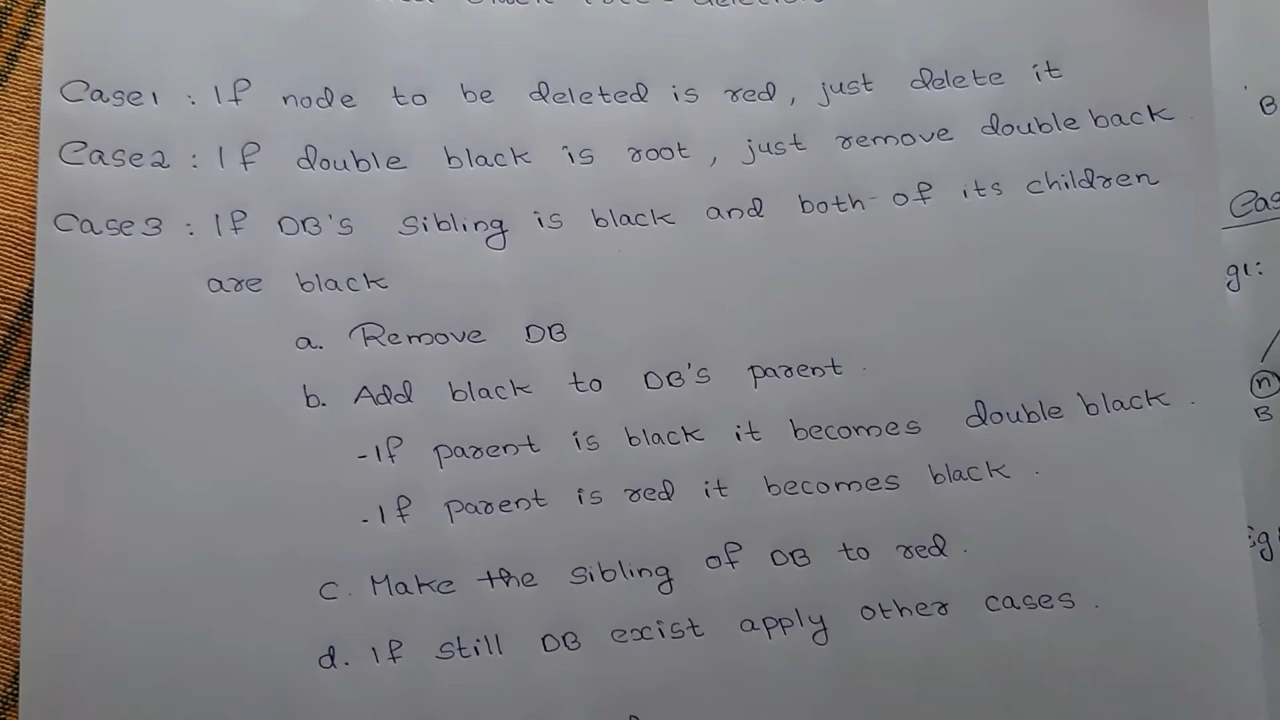 Case1 : If node to be deleted is red, just delete it
Case2 : If double black is root, just remove double back.
Case3 : If DB's sibling is black and both of its children
are black
a. Remove DB
b. Add black to DB's parent.
-If parent is black it becomes double black.
-If parent is red it becomes black.
c. Make the sibling of DB to red.
d. If still DB exist apply other cases.
B
Cas
n
B